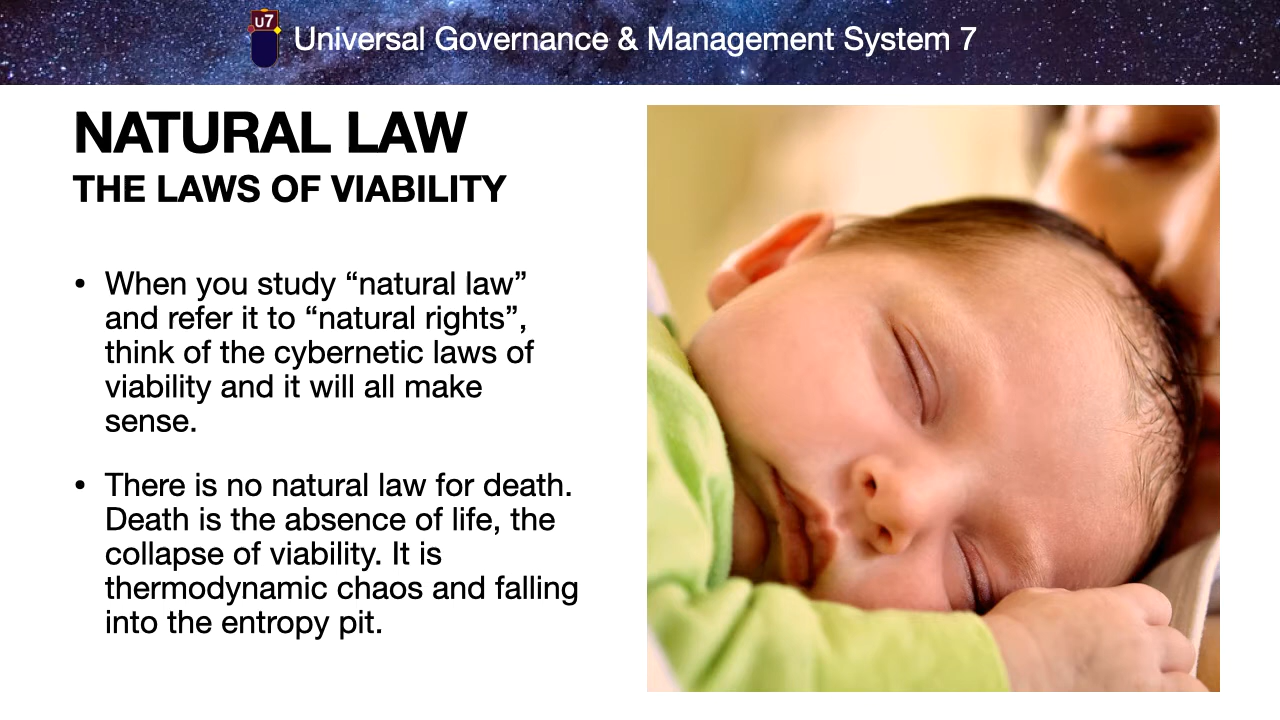 U7
Universal Governance & Management System 7
NATURAL LAW
THE LAWS OF VIABILITY
• When you study “natural law”
and refer it to “natural rights”,
think of the cybernetic laws of
viability and it will all make
sense.
• There is no natural law for death.
Death is the absence of life, the
collapse of viability. It is
thermodynamic chaos and falling
into the entropy pit.